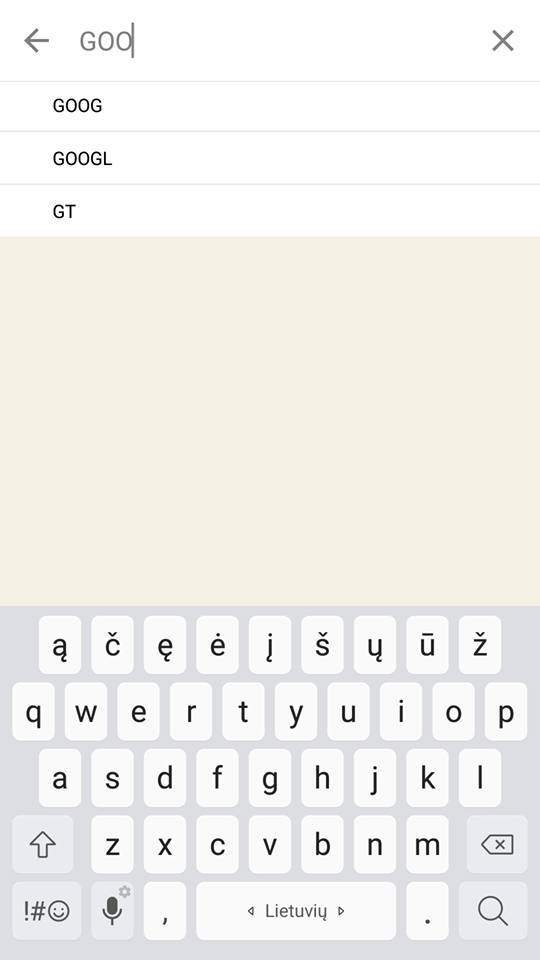 GOO
GOOG
GOOGL
GT
ą č ę ė į š ų ū ž
q w e r t y u i o p
a s d f g h j k l
z x c v b n m
!#☺ , Lietuvių .